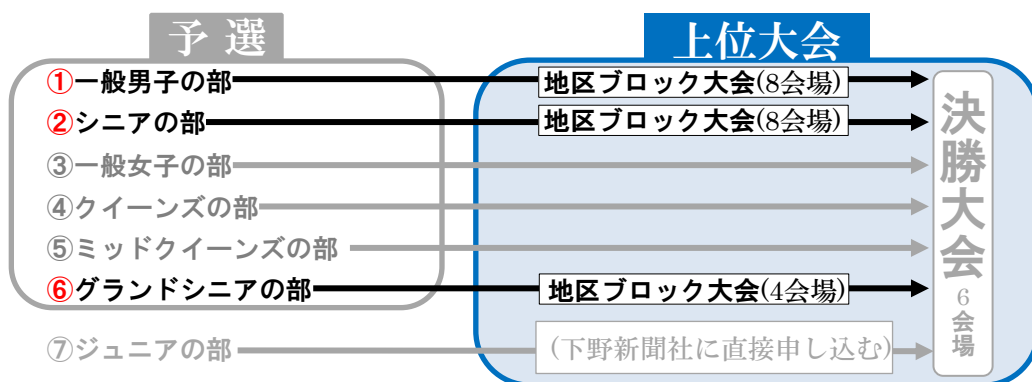 予 選
上位大会
①一般男子の部 地区ブロック大会(8会場)
②シニアの部 地区ブロック大会(8会場)
③一般女子の部
④クイーンズの部
⑤ミッドクイーンズの部
⑥グランドシニアの部 地区ブロック大会(4会場)
⑦ジュニアの部 (下野新聞社に直接申し込む)
決勝大会 6会場